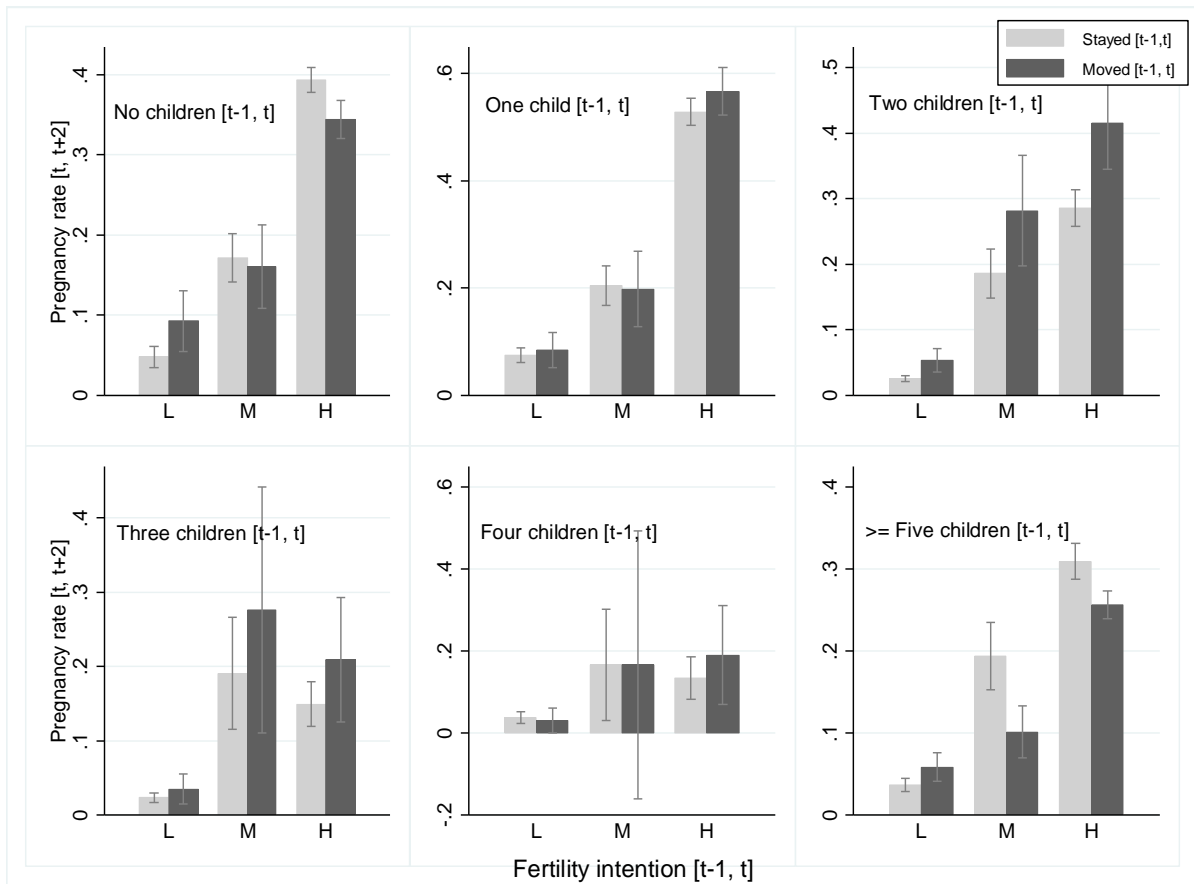 Stayed [t-1,t]
Moved [t-1, t]
No children [t-1, t]
One child [t-1, t]
Two children [t-1, t]
Pregnancy rate [t, t+2]
.4
.3
.2
.1
0
L M H
.6
.4
.2
0
L M H
.5
.4
.3
.2
.1
0
L M H
Three children [t-1, t]
Four children [t-1, t]
>= Five children [t-1, t]
Pregnancy rate [t, t+2]
.4
.3
.2
.1
0
L M H
.6
.4
.2
0
-.2
L M H
.4
.3
.2
.1
0
L M H
Fertility intention [t-1, t]